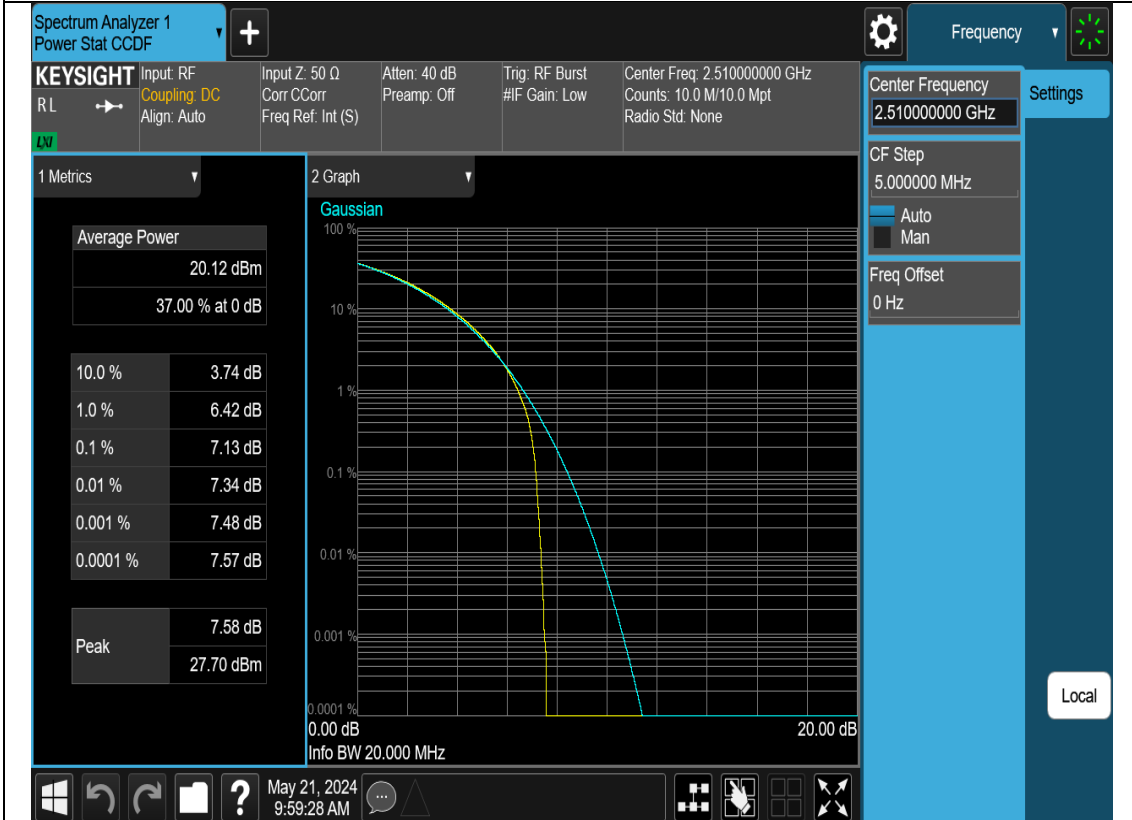 Spectrum Analyzer 1
Power Stat CCDF
+
Frequency
KEYSIGHT
RL
LXI
Input: RF
Coupling: DC
Align: Auto
Input Z: 50 Ω
Corr CCorr
Freq Ref: Int (S)
Atten: 40 dB
Preamp: Off
Trig: RF Burst
#IF Gain: Low
Center Freq: 2.510000000 GHz
Counts: 10.0 M/10.0 Mpt
Radio Std: None
Center Frequency
2.510000000 GHz
Settings
CF Step
5.000000 MHz
Auto
Man
Freq Offset
0 Hz
1 Metrics
Average Power
20.12 dBm
37.00 % at 0 dB
10.0 % 3.74 dB
1.0 % 6.42 dB
0.1 % 7.13 dB
0.01 % 7.34 dB
0.001 % 7.48 dB
0.0001 % 7.57 dB
Peak 7.58 dB
27.70 dBm
2 Graph
Gaussian
100 %
10 %
1 %
0.1 %
0.01 %
0.001 %
0.0001 %
0.00 dB 20.00 dB
Info BW 20.000 MHz
Local
?
May 21, 2024
9:59:28 AM